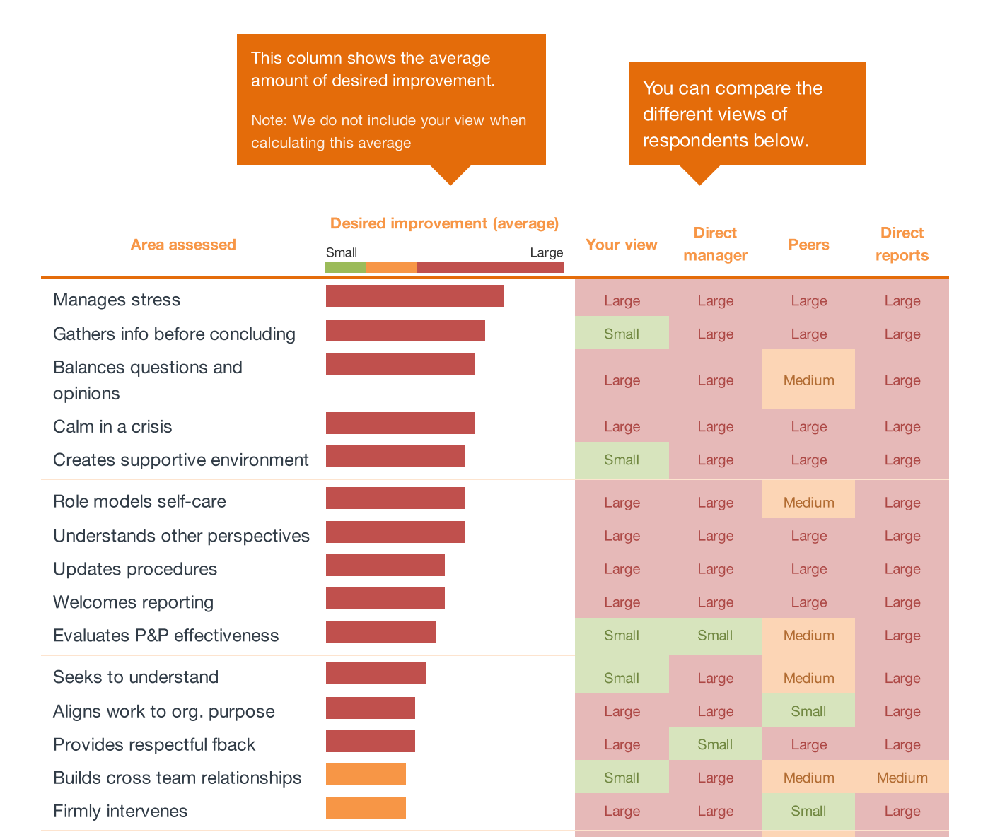 This column shows the average
amount of desired improvement.
Note: We do not include your view when
calculating this average
You can compare the
different views of
respondents below.
Area assessed
Desired improvement (average)
Small Large
Your view
Direct
manager
Peers
Direct
reports
Manages stress Large Large Large Large
Gathers info before concluding Small Large Large Large
Balances questions and
opinions
Large Large Medium Large
Calm in a crisis Large Large Large Large
Creates supportive environment Small Large Large Large
Role models self-care Large Large Medium Large
Understands other perspectives Large Large Large Large
Updates procedures Large Large Large Large
Welcomes reporting Large Large Large Large
Evaluates P&P effectiveness Small Small Medium Large
Seeks to understand Small Large Medium Large
Aligns work to org. purpose Large Large Small Large
Provides respectful fback Large Small Large Large
Builds cross team relationships Small Large Medium Medium
Firmly intervenes Large Large Small Large